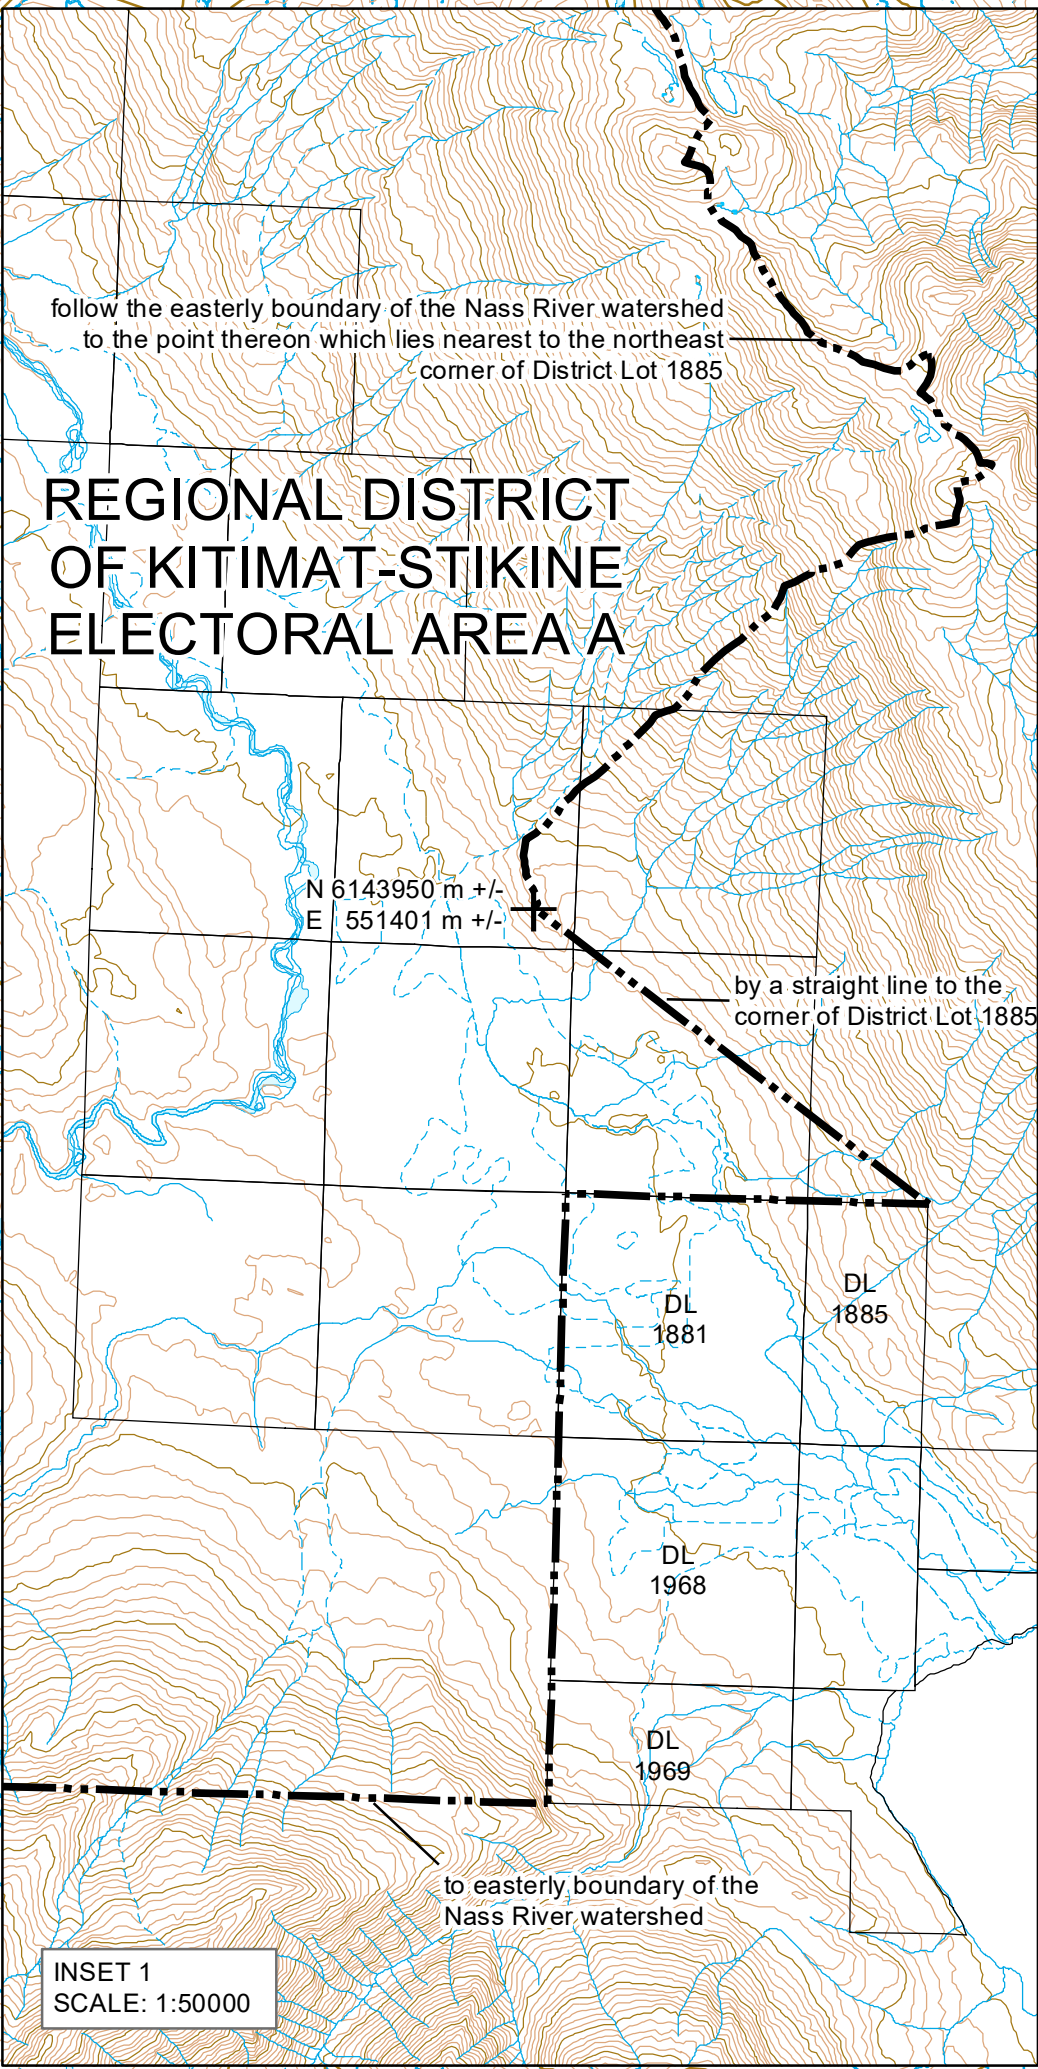 follow the easterly boundary of the Nass River watershed
to the point thereon which lies nearest to the northeast
corner of District Lot 1885
REGIONAL DISTRICT
OF KITIMAT-STIKINE
ELECTORAL AREA A
N 6143950 m +/-
E 551401 m +/-
by a straight line to the
corner of District Lot 1885
DL
1881
DL
1885
DL
1968
DL
1969
to easterly boundary of the
Nass River watershed
INSET 1
SCALE: 1:50000